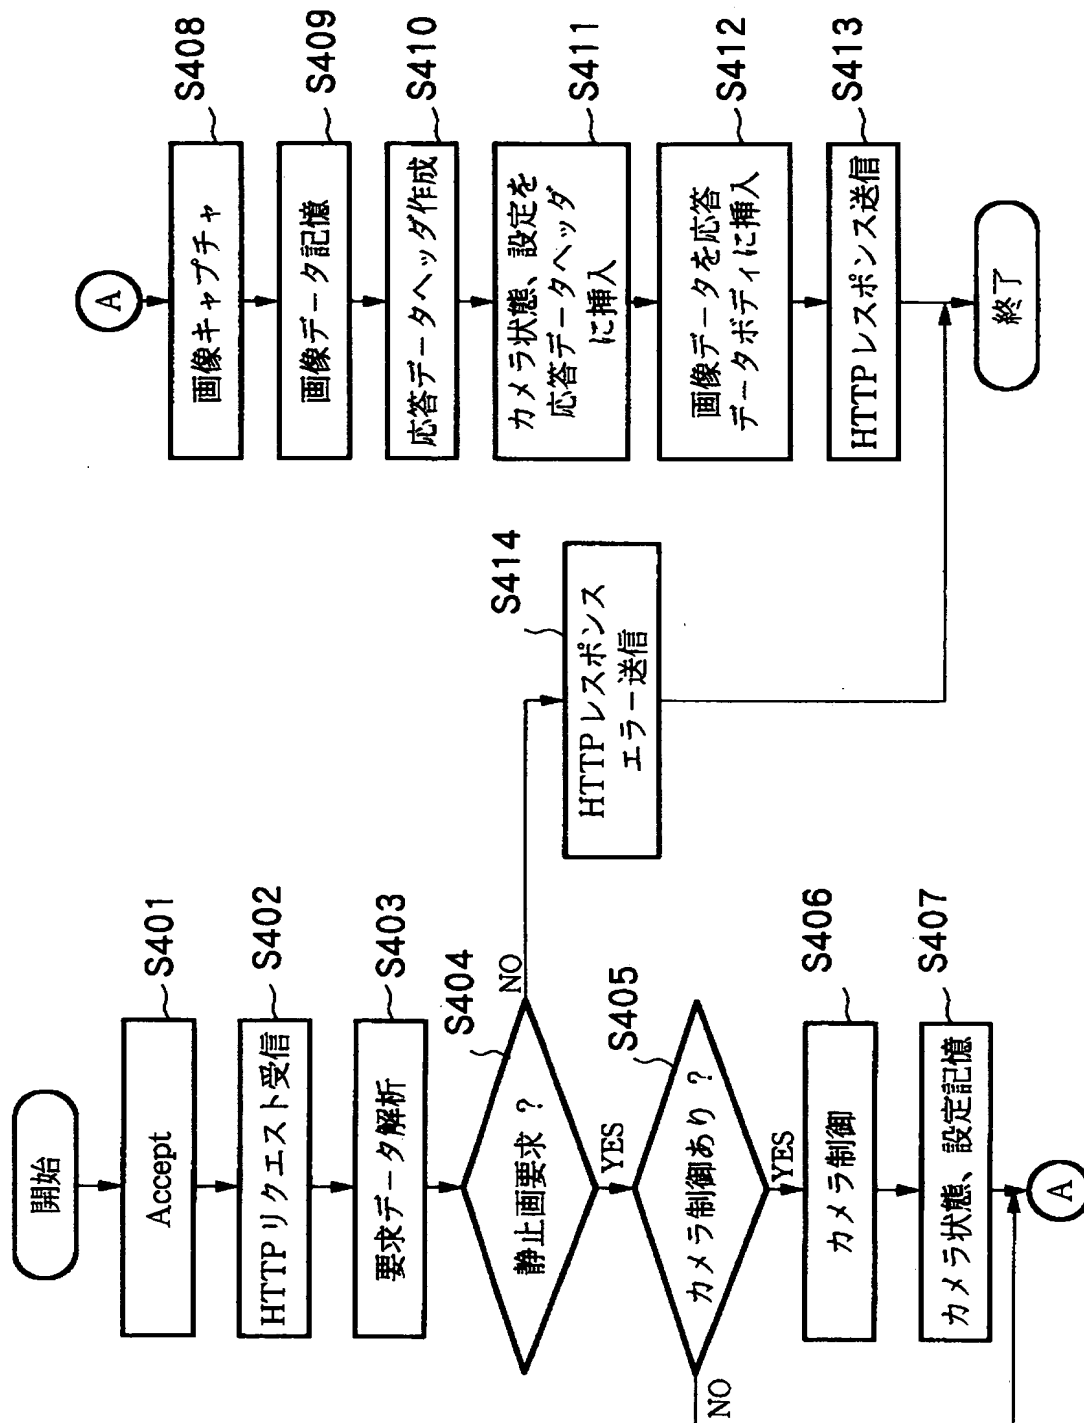 開始
Accept
S401
HTTPリクエスト受信
S402
要求データ解析
S403
静止画要求?
S404
NO
YES
カメラ制御あり?
S405
NO
YES
カメラ制御
S406
カメラ状態、設定記憶
S407
A
HTTPレスポンス
エラー送信
S414
A
画像キャプチャ
S408
画像データ記憶
S409
応答データヘッダ作成
S410
カメラ状態、設定を
応答データヘッダ
に挿入
S411
画像データを応答
データボディに挿入
S412
HTTPレスポンス送信
S413
終了